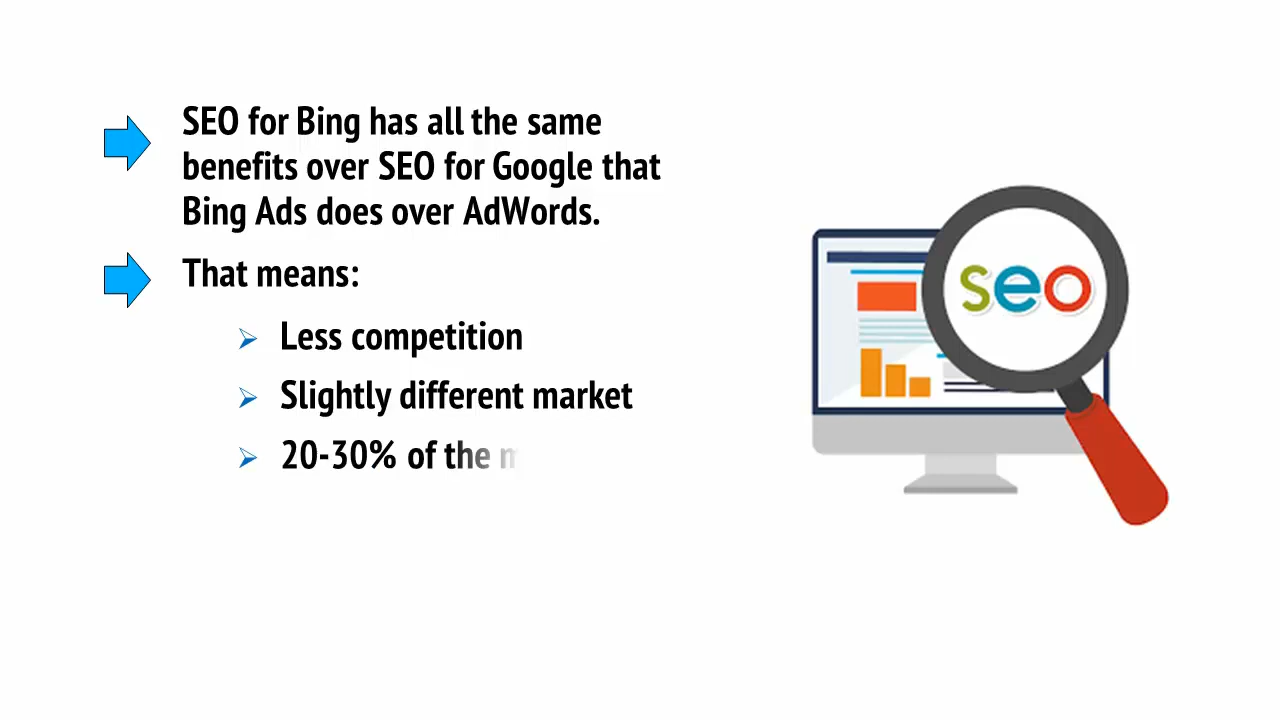 SEO for Bing has all the same
benefits over SEO for Google that
Bing Ads does over AdWords.
That means:
Less competition
Slightly different market
20-30% of the
seo